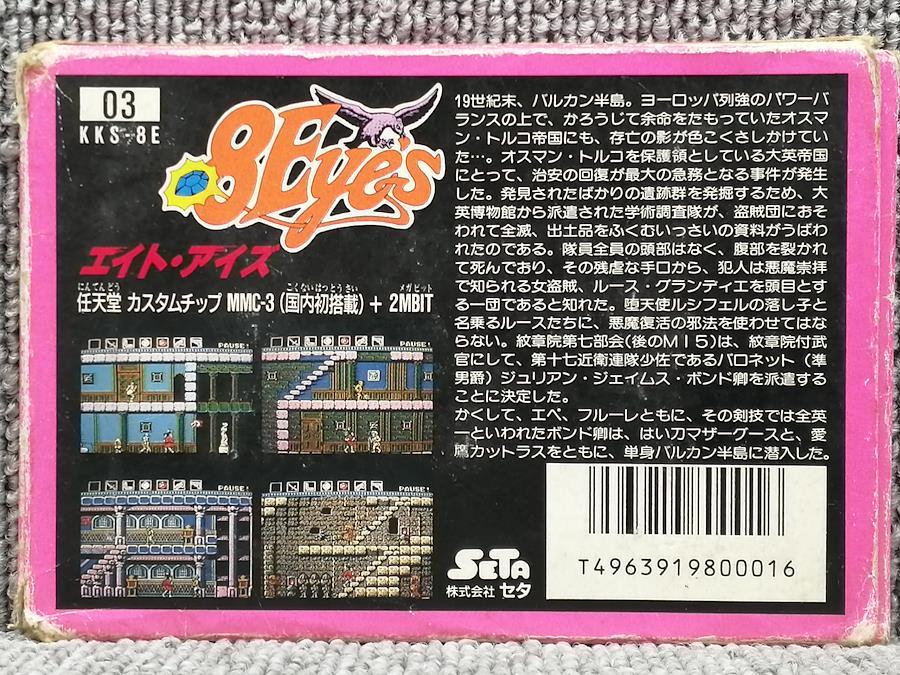 03
KKS-8E
8Eye's
エイト・アイズ
にんてんどう こくないはっとうさい メガビット
任天堂 カスタムチップ MMC-3(国内初搭載)+ 2MBIT
PAUSE!
PAUSE!
PAUSE!
PAUSE!
19世紀末、バルカン半島。ヨーロッパ列強のパワーバ
ランスの上で、かろうじて余命をたもっていたオスマ
ン・トルコ帝国にも、存亡の影が色こくさしかけてい
た…。オスマン・トルコを保護領としている大英帝国
にとって、治安の回復が最大の急務となる事件が発生
した。発見されたばかりの遺跡群を発掘するため、大
英博物館から派遣された学術調査隊が、盗賊団におそ
われて全滅、出土品をふくむいっさいの資料がうばわ
れたのである。隊員全員の頭部はなく、腹部を裂かれ
て死んでおり、その残虐な手口から、犯人は悪魔崇拝
で知られる女盗賊、ルース・グランディエを頭目とす
る一団であると知れた。堕天使ルシフェルの落し子と
名乗るルースたちに、悪魔復活の邪法を使わせてはな
らない。紋章院第七部会(後のMI5)は、紋章院付武
官にして、第十七近衛連隊少佐であるバロネット(準
男爵)ジュリアン・ジェイムス・ボンド卿を派遣する
ことに決定した。
かくして、エペ、フルーレともに、その剣技では全英
一といわれたボンド卿は、はい刀マザーグースと、愛
鷹カットラスをともに、単身バルカン半島に潜入した。
SETA
株式会社 セタ
T4963919800016